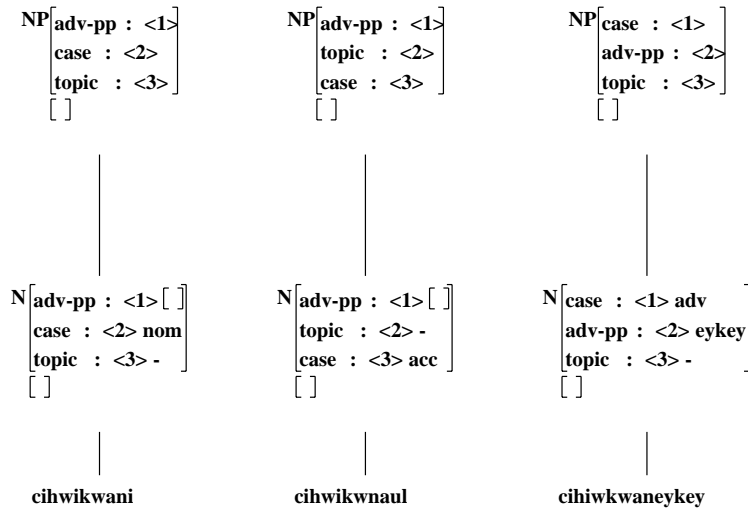 NP adv-pp : <1>
case : <2>
topic : <3>
[ ]
NP adv-pp : <1>
topic : <2>
case : <3>
[ ]
NP case : <1>
adv-pp : <2>
topic : <3>
[ ]
N adv-pp : <1> [ ]
case : <2> nom
topic : <3> -
[ ]
N adv-pp : <1> [ ]
topic : <2> -
case : <3> acc
[ ]
N case : <1> adv
adv-pp : <2> eykey
topic : <3> -
[ ]
cihwikwani
cihwikwnaul
cihiwkwaneykey